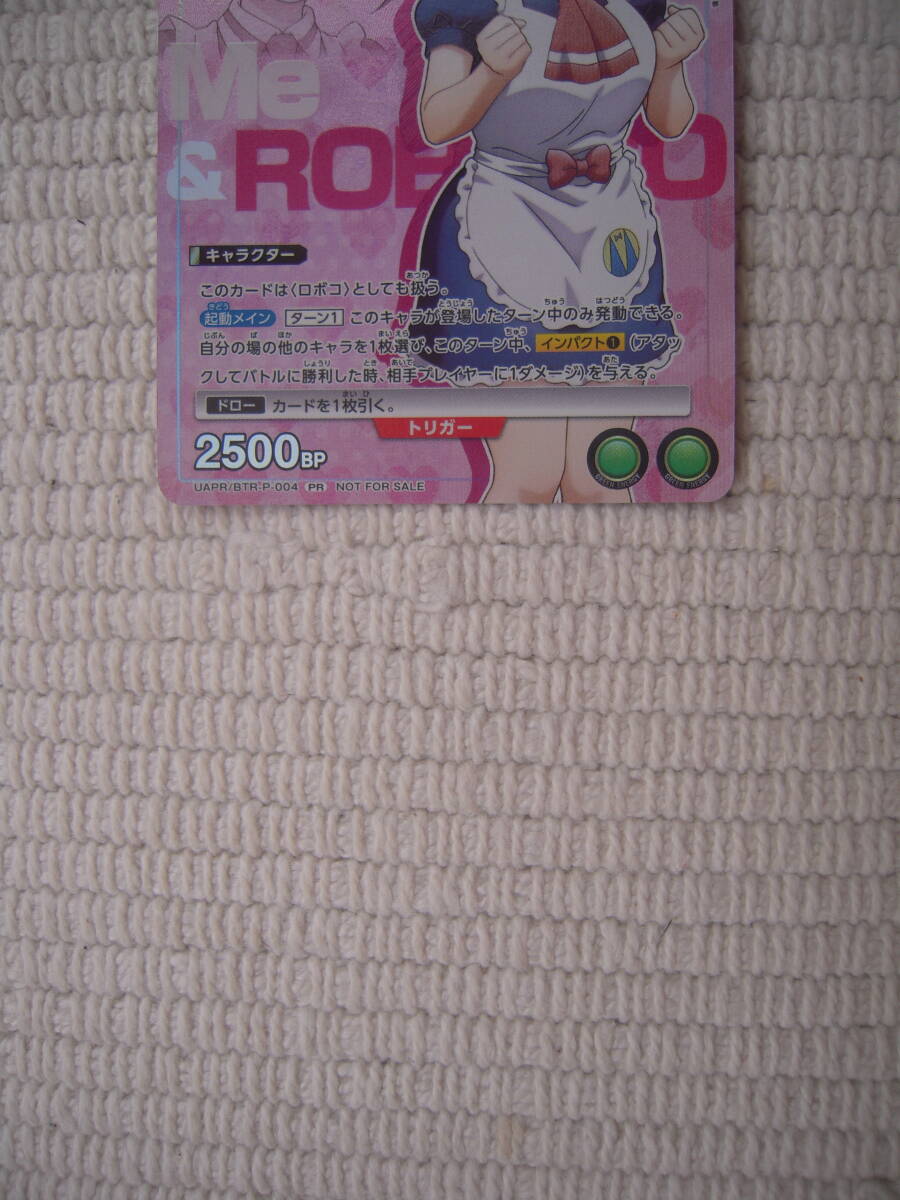 Me
& ROB O
キャラクター
このカードは〈ロボコ〉としても扱う。
起動メイン ターン1 このキャラが登場したターン中のみ発動できる。
自分の場の他のキャラを1枚選び、このターン中、インパクト❶(アタッ
クしてバトルに勝利した時、相手プレイヤーに1ダメージ)を与える。
ドロー カードを1枚引く。
トリガー
2500BP
GREEN ENERGY GREEN ENERGY
UAPR/BTR-P-004 PR NOT FOR SALE